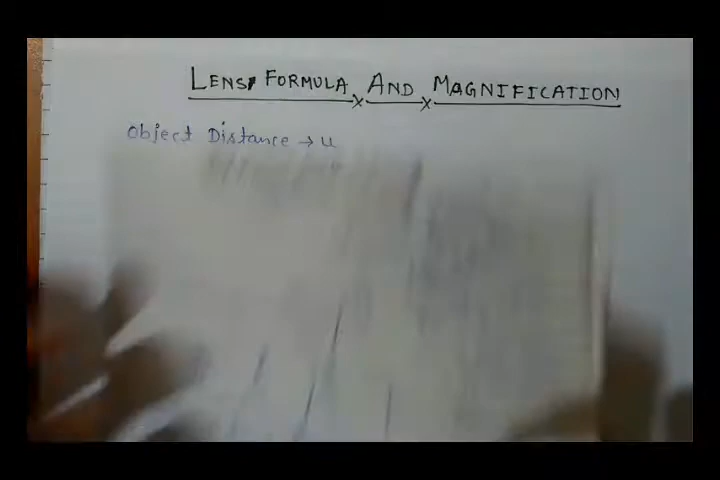 LENS FORMULA AND MAGNIFICATION
Object Distance → u